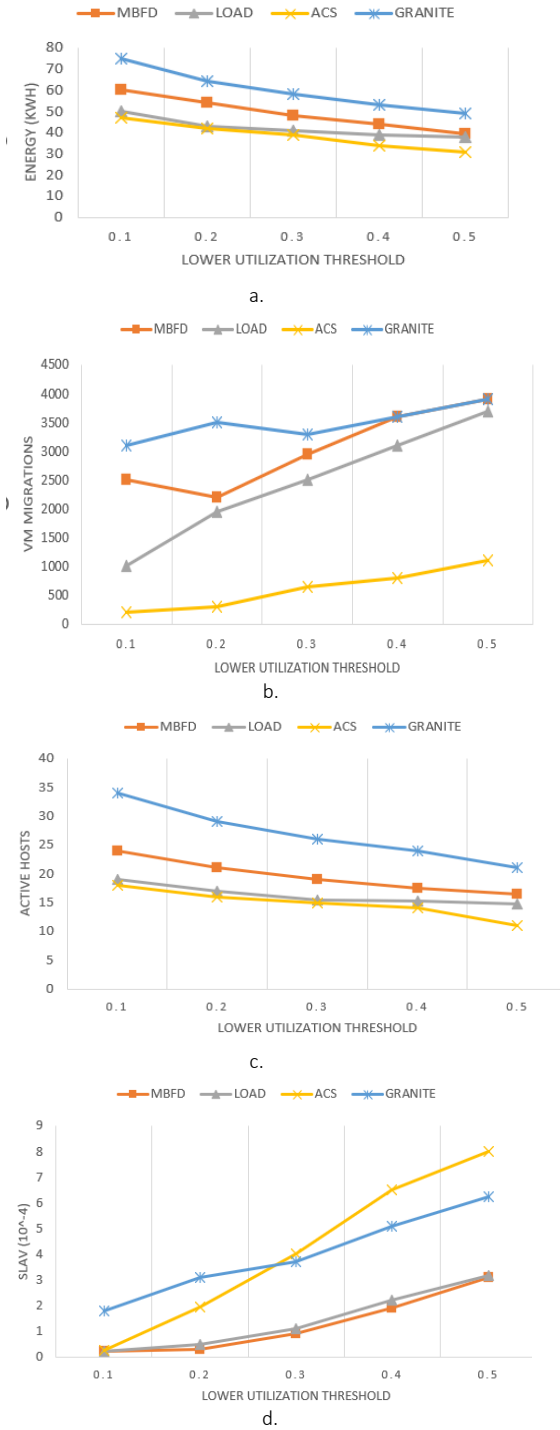 MBFD LOAD ACS GRANITE
80
70
60
50
40
30
20
10
0
ENERGY (KWH)
0.1 0.2 0.3 0.4 0.5
LOWER UTILIZATION THRESHOLD
a.
MBFD LOAD ACS GRANITE
4500
4000
3500
3000
2500
2000
1500
1000
500
0
VM MIGRATIONS
0.1 0.2 0.3 0.4 0.5
LOWER UTILIZATION THRESHOLD
b.
MBFD LOAD ACS GRANITE
40
35
30
25
20
15
10
5
0
ACTIVE HOSTS
0.1 0.2 0.3 0.4 0.5
LOWER UTILIZATION THRESHOLD
c.
MBFD LOAD ACS GRANITE
9
8
7
6
5
4
3
2
1
0
SLAV (10^-4)
0.1 0.2 0.3 0.4 0.5
LOWER UTILIZATION THRESHOLD
d.